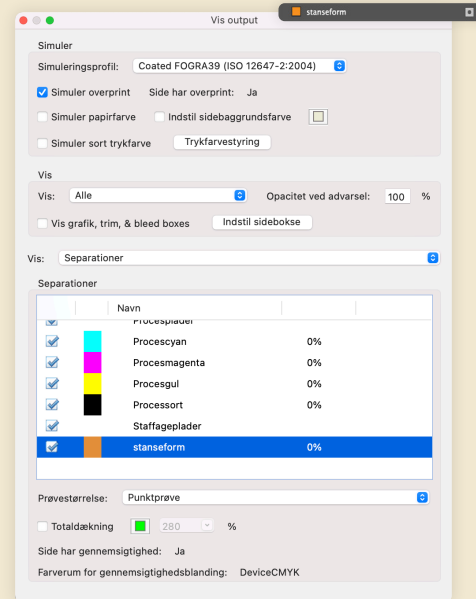 stanseform
Vis output
Simuler
Simuleringsprofil: Coated FOGRA39 (ISO 12647-2:2004)
Simuler overprint Side har overprint: Ja
Simuler papirfarve Indstil sidebaggrundsfarve
Simuler sort trykfarve Trykfarvestyring
Vis
Vis: Alle Opacitet ved advarsel: 100 %
Vis grafik, trim, & bleed boxes Indstil sidebokse
Vis: Separationer
Separationer
Navn
Procesplader
Procescyan 0%
Procesmagenta 0%
Procesgul 0%
Processort 0%
Staffageplader
stanseform 0%
Prøvestørrelse: Punktprøve
Totaldækning 280 %
Side har gennemsigtighed: Ja
Farverum for gennemsigtighedsblanding: DeviceCMYK